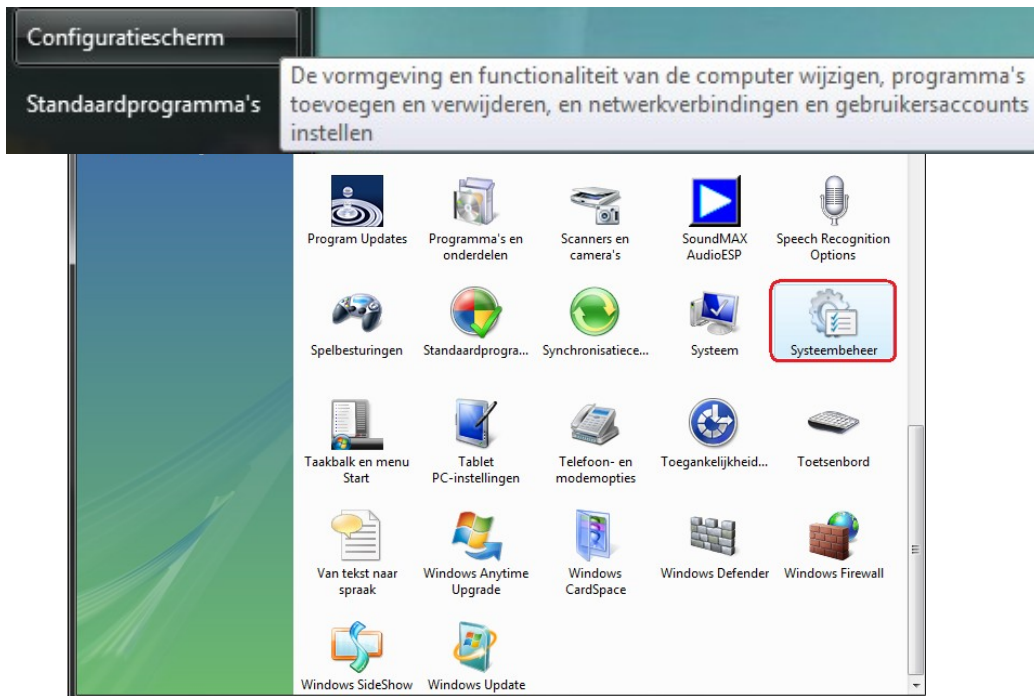 Configuratiescherm
De vormgeving en functionaliteit van de computer wijzigen, programma's
Standaardprogramma's
toevoegen en verwijderen, en netwerkverbindingen en gebruikersaccounts
instellen
Program Updates
Programma's en
onderdelen
Scanners en
camera's
SoundMAX
AudioESP
Speech Recognition
Options
Spelbesturingen
Standaardprogra...
Synchronisatiece...
Systeem
Systeembeheer
Taakbalk en menu
Start
Tablet
PC-instellingen
Telefoon- en
modemopties
Toegankelijkheid...
Toetsenbord
Van tekst naar
spraak
Windows Anytime
Upgrade
Windows
CardSpace
Windows Defender
Windows Firewall
Windows SideShow
Windows Update